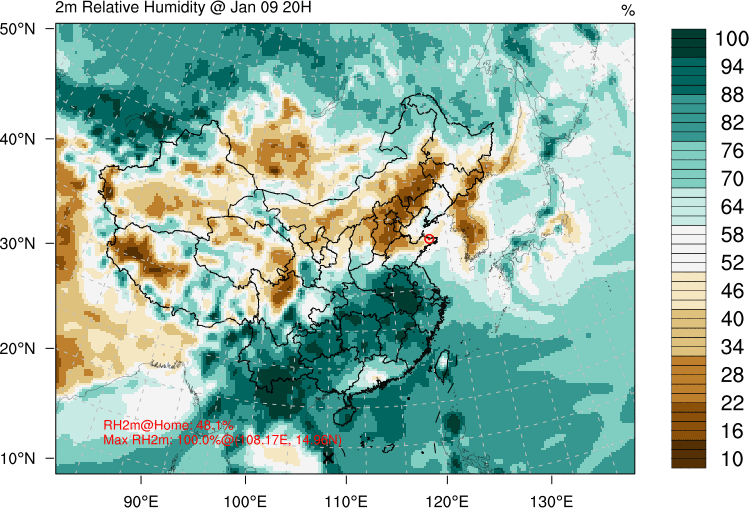 2m Relative Humidity @ Jan 09 20H
%
50°N
40°N
30°N
20°N
10°N
90°E
100°E
110°E
120°E
130°E
100
94
88
82
76
70
64
58
52
46
40
34
28
22
16
10
RH2m@Home: 48.1%
Max RH2m: 100.0%@(108.17E, 14.90N)